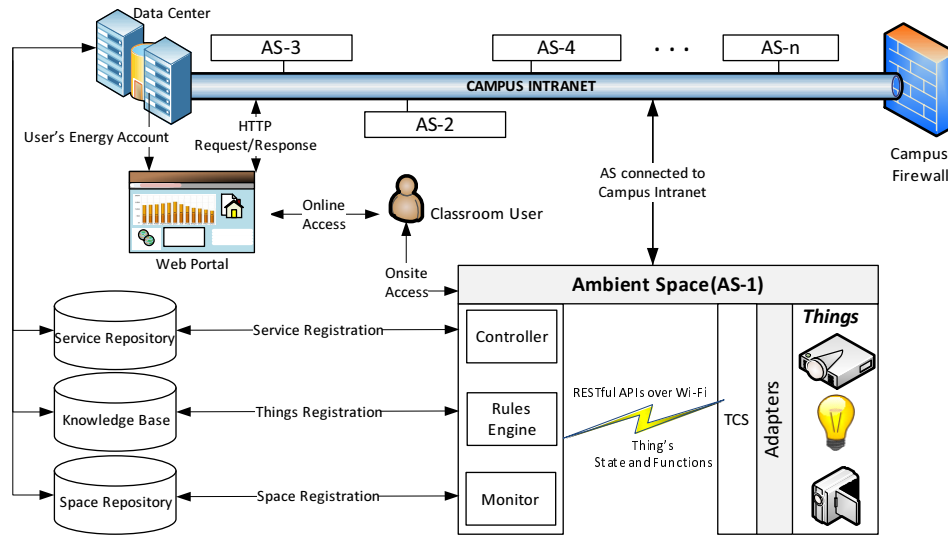 Data Center
AS-3
AS-4
. . .
AS-n
CAMPUS INTRANET
AS-2
User's Energy Account
HTTP
Request/Response
AS connected to
Campus Intranet
Campus
Firewall
Online
Access
Classroom User
Web Portal
Onsite
Access
Ambient Space(AS-1)
Service Repository
Service Registration
Controller
Things
Knowledge Base
Things Registration
Rules
Engine
RESTful APIs over Wi-Fi
Thing's
State and Functions
TCS
Adapters
Space Repository
Space Registration
Monitor